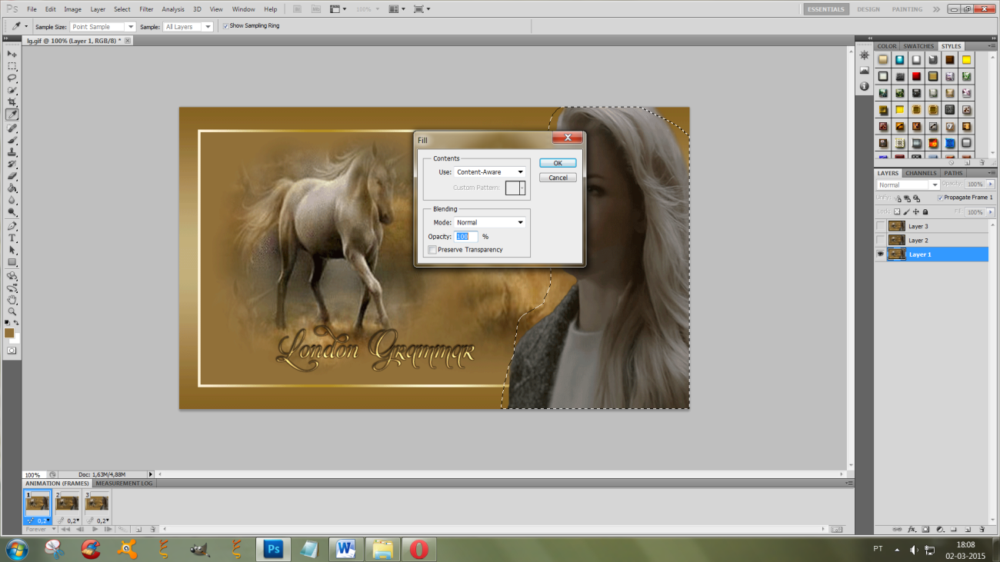 Ps File Edit Image Layer Select Filter Analysis 3D View Window Help 100% ESSENTIALS DESIGN PAINTING
Sample Size: Point Sample Sample: All Layers Show Sampling Ring
lg.gif @ 100% (Layer 1, RGB/8) *
COLOR SWATCHES STYLES
Fill
Contents
Use: Content-Aware
Custom Pattern:
OK
Cancel
Blending
Mode: Normal
Opacity: 100 %
Preserve Transparency
London Grammar
LAYERS CHANNELS PATHS
Normal Opacity: 100%
Unify: Propagate Frame 1
Lock: Fill: 100%
Layer 3
Layer 2
Layer 1
100% Doc: 1,63M/4,88M
ANIMATION (FRAMES) MEASUREMENT LOG
1 2 3
0,2 0,2 0,2
Forever
Ps W PT 18:08
02-03-2015